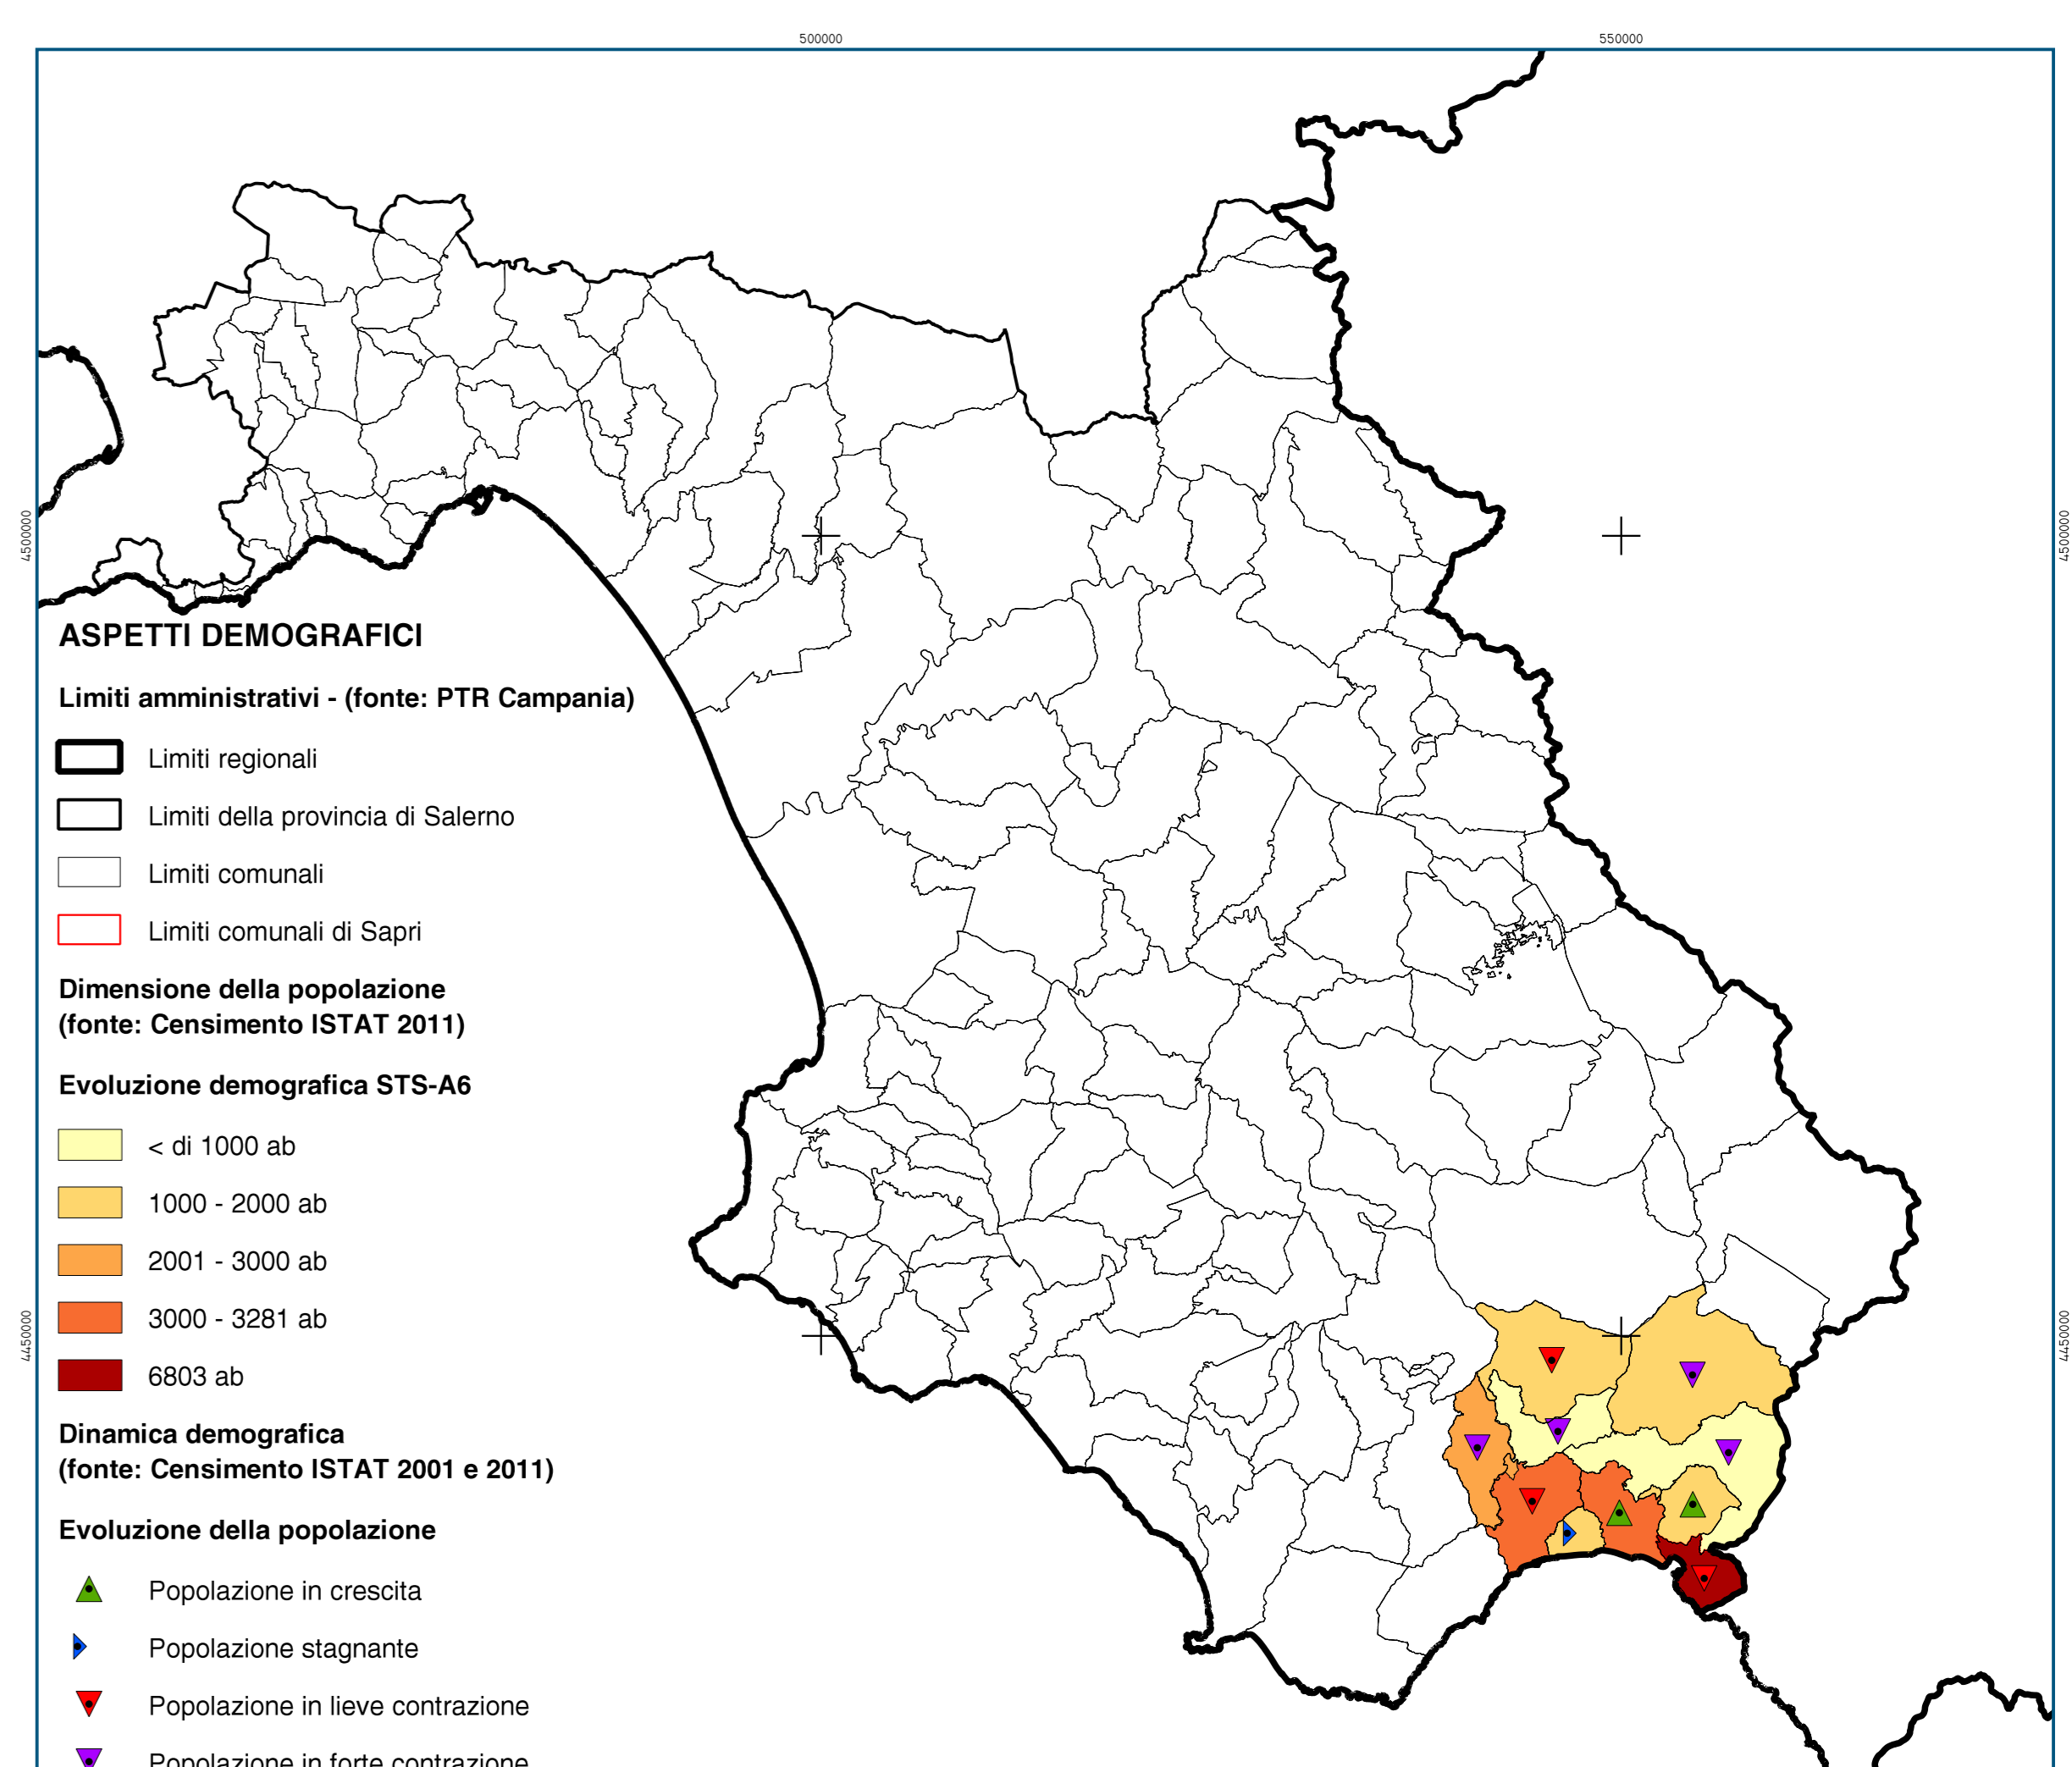 500000
550000
4500000
4500000
ASPETTI DEMOGRAFICI
Limiti amministrativi - (fonte: PTR Campania)
Limiti regionali
Limiti della provincia di Salerno
Limiti comunali
Limiti comunali di Sapri
Dimensione della popolazione
(fonte: Censimento ISTAT 2011)
Evoluzione demografica STS-A6
< di 1000 ab
1000 - 2000 ab
2001 - 3000 ab
3000 - 3281 ab
6803 ab
4450000
4450000
Dinamica demografica
(fonte: Censimento ISTAT 2001 e 2011)
Evoluzione della popolazione
Popolazione in crescita
Popolazione stagnante
Popolazione in lieve contrazione
Popolazione in forte contrazione